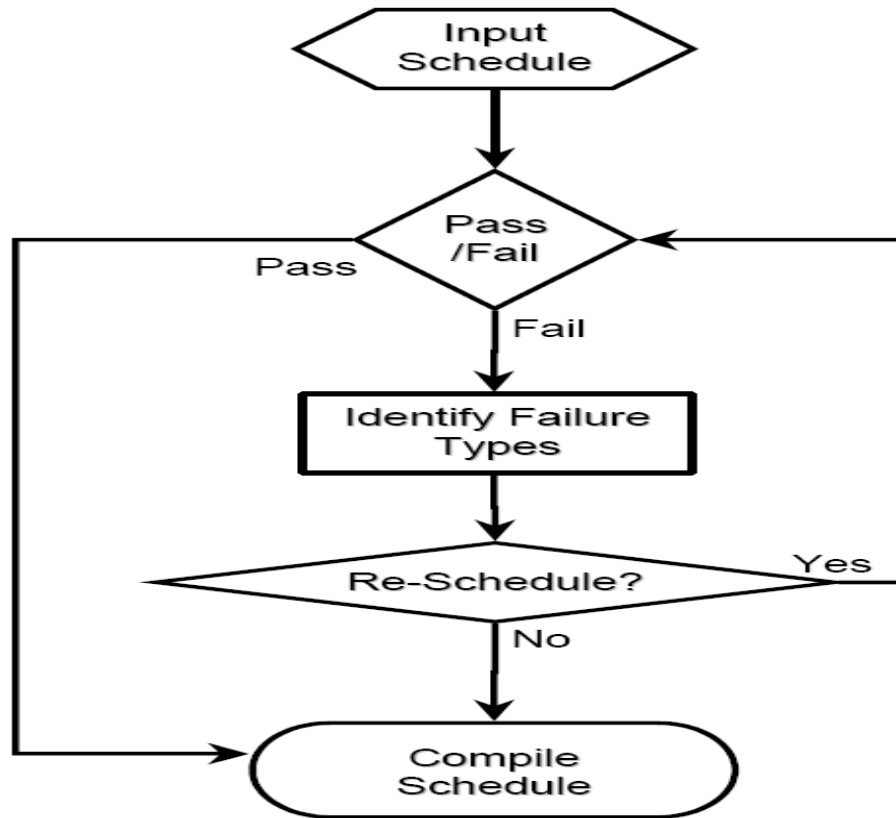 Input
Schedule
Pass
/Fail
Pass
Fail
Identify Failure
Types
Re-Schedule?
Yes
No
Compile
Schedule